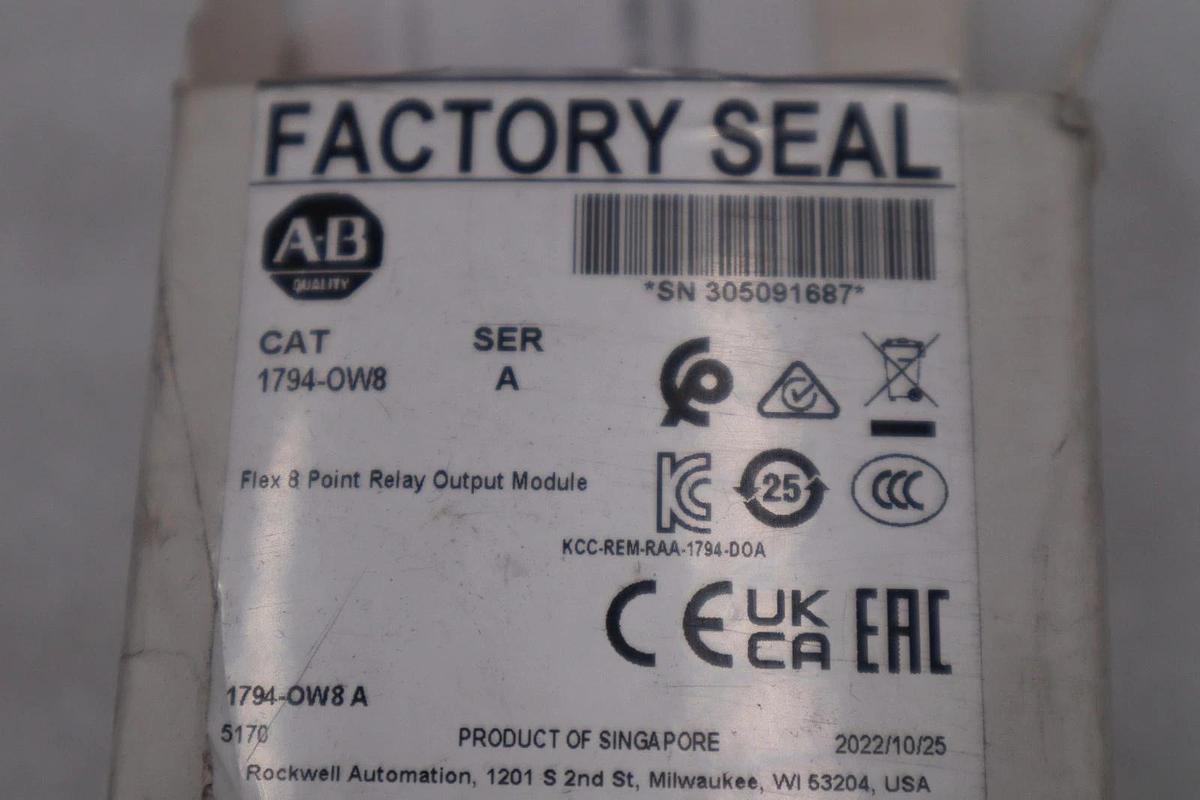 FACTORY SEAL
A-B
QUALITY
*SN 305091687*
CAT SER
1794-OW8 A
Flex 8 Point Relay Output Module
25
CCC
KC
KCC-REM-RAA-1794-DOA
CE UK CA EAC
1794-OW8 A
5170 PRODUCT OF SINGAPORE 2022/10/25
Rockwell Automation, 1201 S 2nd St, Milwaukee, WI 53204, USA